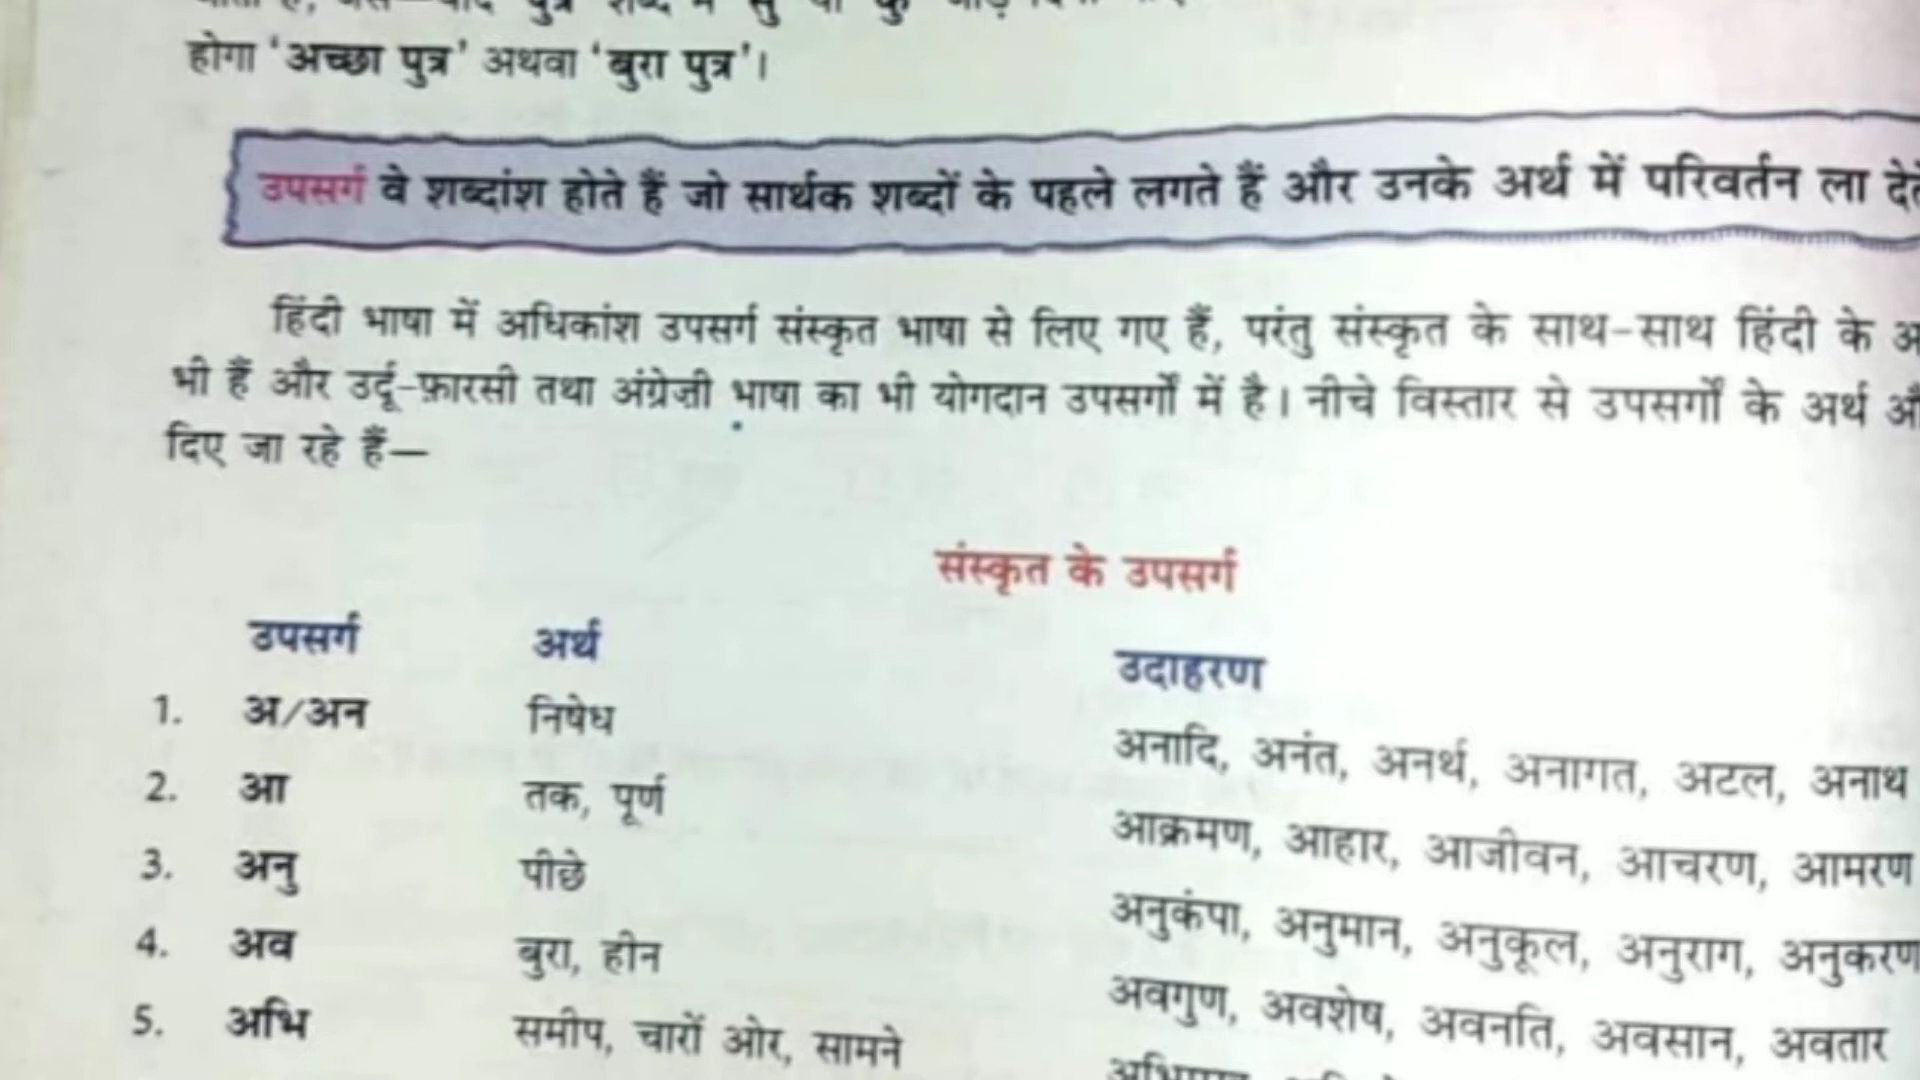 होगा ‘अच्छा पुत्र’ अथवा ‘बुरा पुत्र’।
उपसर्ग वे शब्दांश होते हैं जो सार्थक शब्दों के पहले लगते हैं और उनके अर्थ में परिवर्तन ला
हिंदी भाषा में अधिकांश उपसर्ग संस्कृत भाषा से लिए गए हैं, परंतु संस्कृत के साथ-साथ हिंदी के
भी हैं और उर्दू-फ़ारसी तथा अंग्रेज़ी भाषा का भी योगदान उपसर्गों में है। नीचे विस्तार से उपसर्गों के अर्थ
दिए जा रहे हैं—
संस्कृत के उपसर्ग
उपसर्ग अर्थ उदाहरण
1. अ/अन निषेध अनादि, अनंत, अनर्थ, अनागत, अटल, अनाथ
2. आ तक, पूर्ण आक्रमण, आहार, आजीवन, आचरण, आमरण
3. अनु पीछे अनुकंपा, अनुमान, अनुकूल, अनुराग, अनुकरण
4. अव बुरा, हीन अवगुण, अवशेष, अवनति, अवसान, अवतार
5. अभि समीप, चारों ओर, सामने